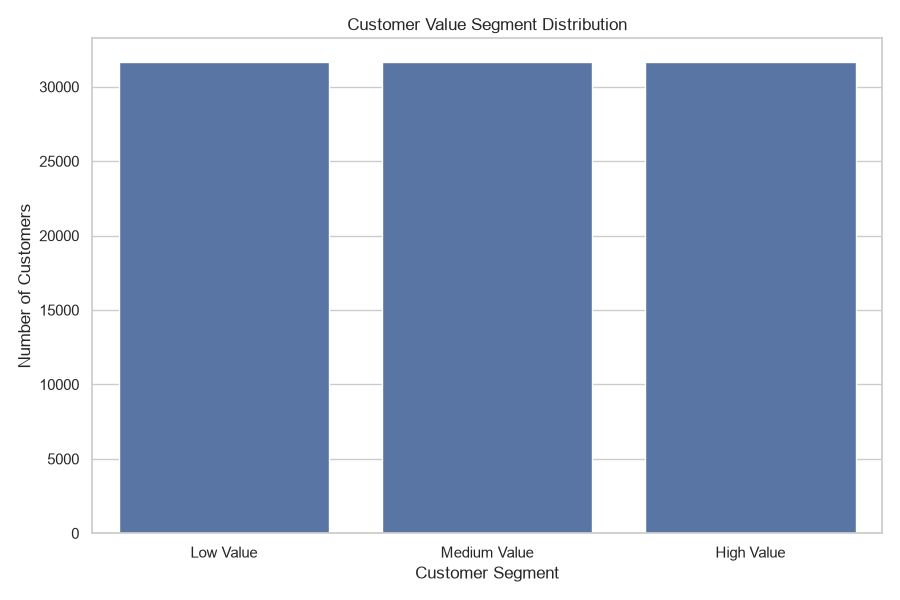 Customer Value Segment Distribution
Number of Customers
30000
25000
20000
15000
10000
5000
0
Low Value
Medium Value
High Value
Customer Segment